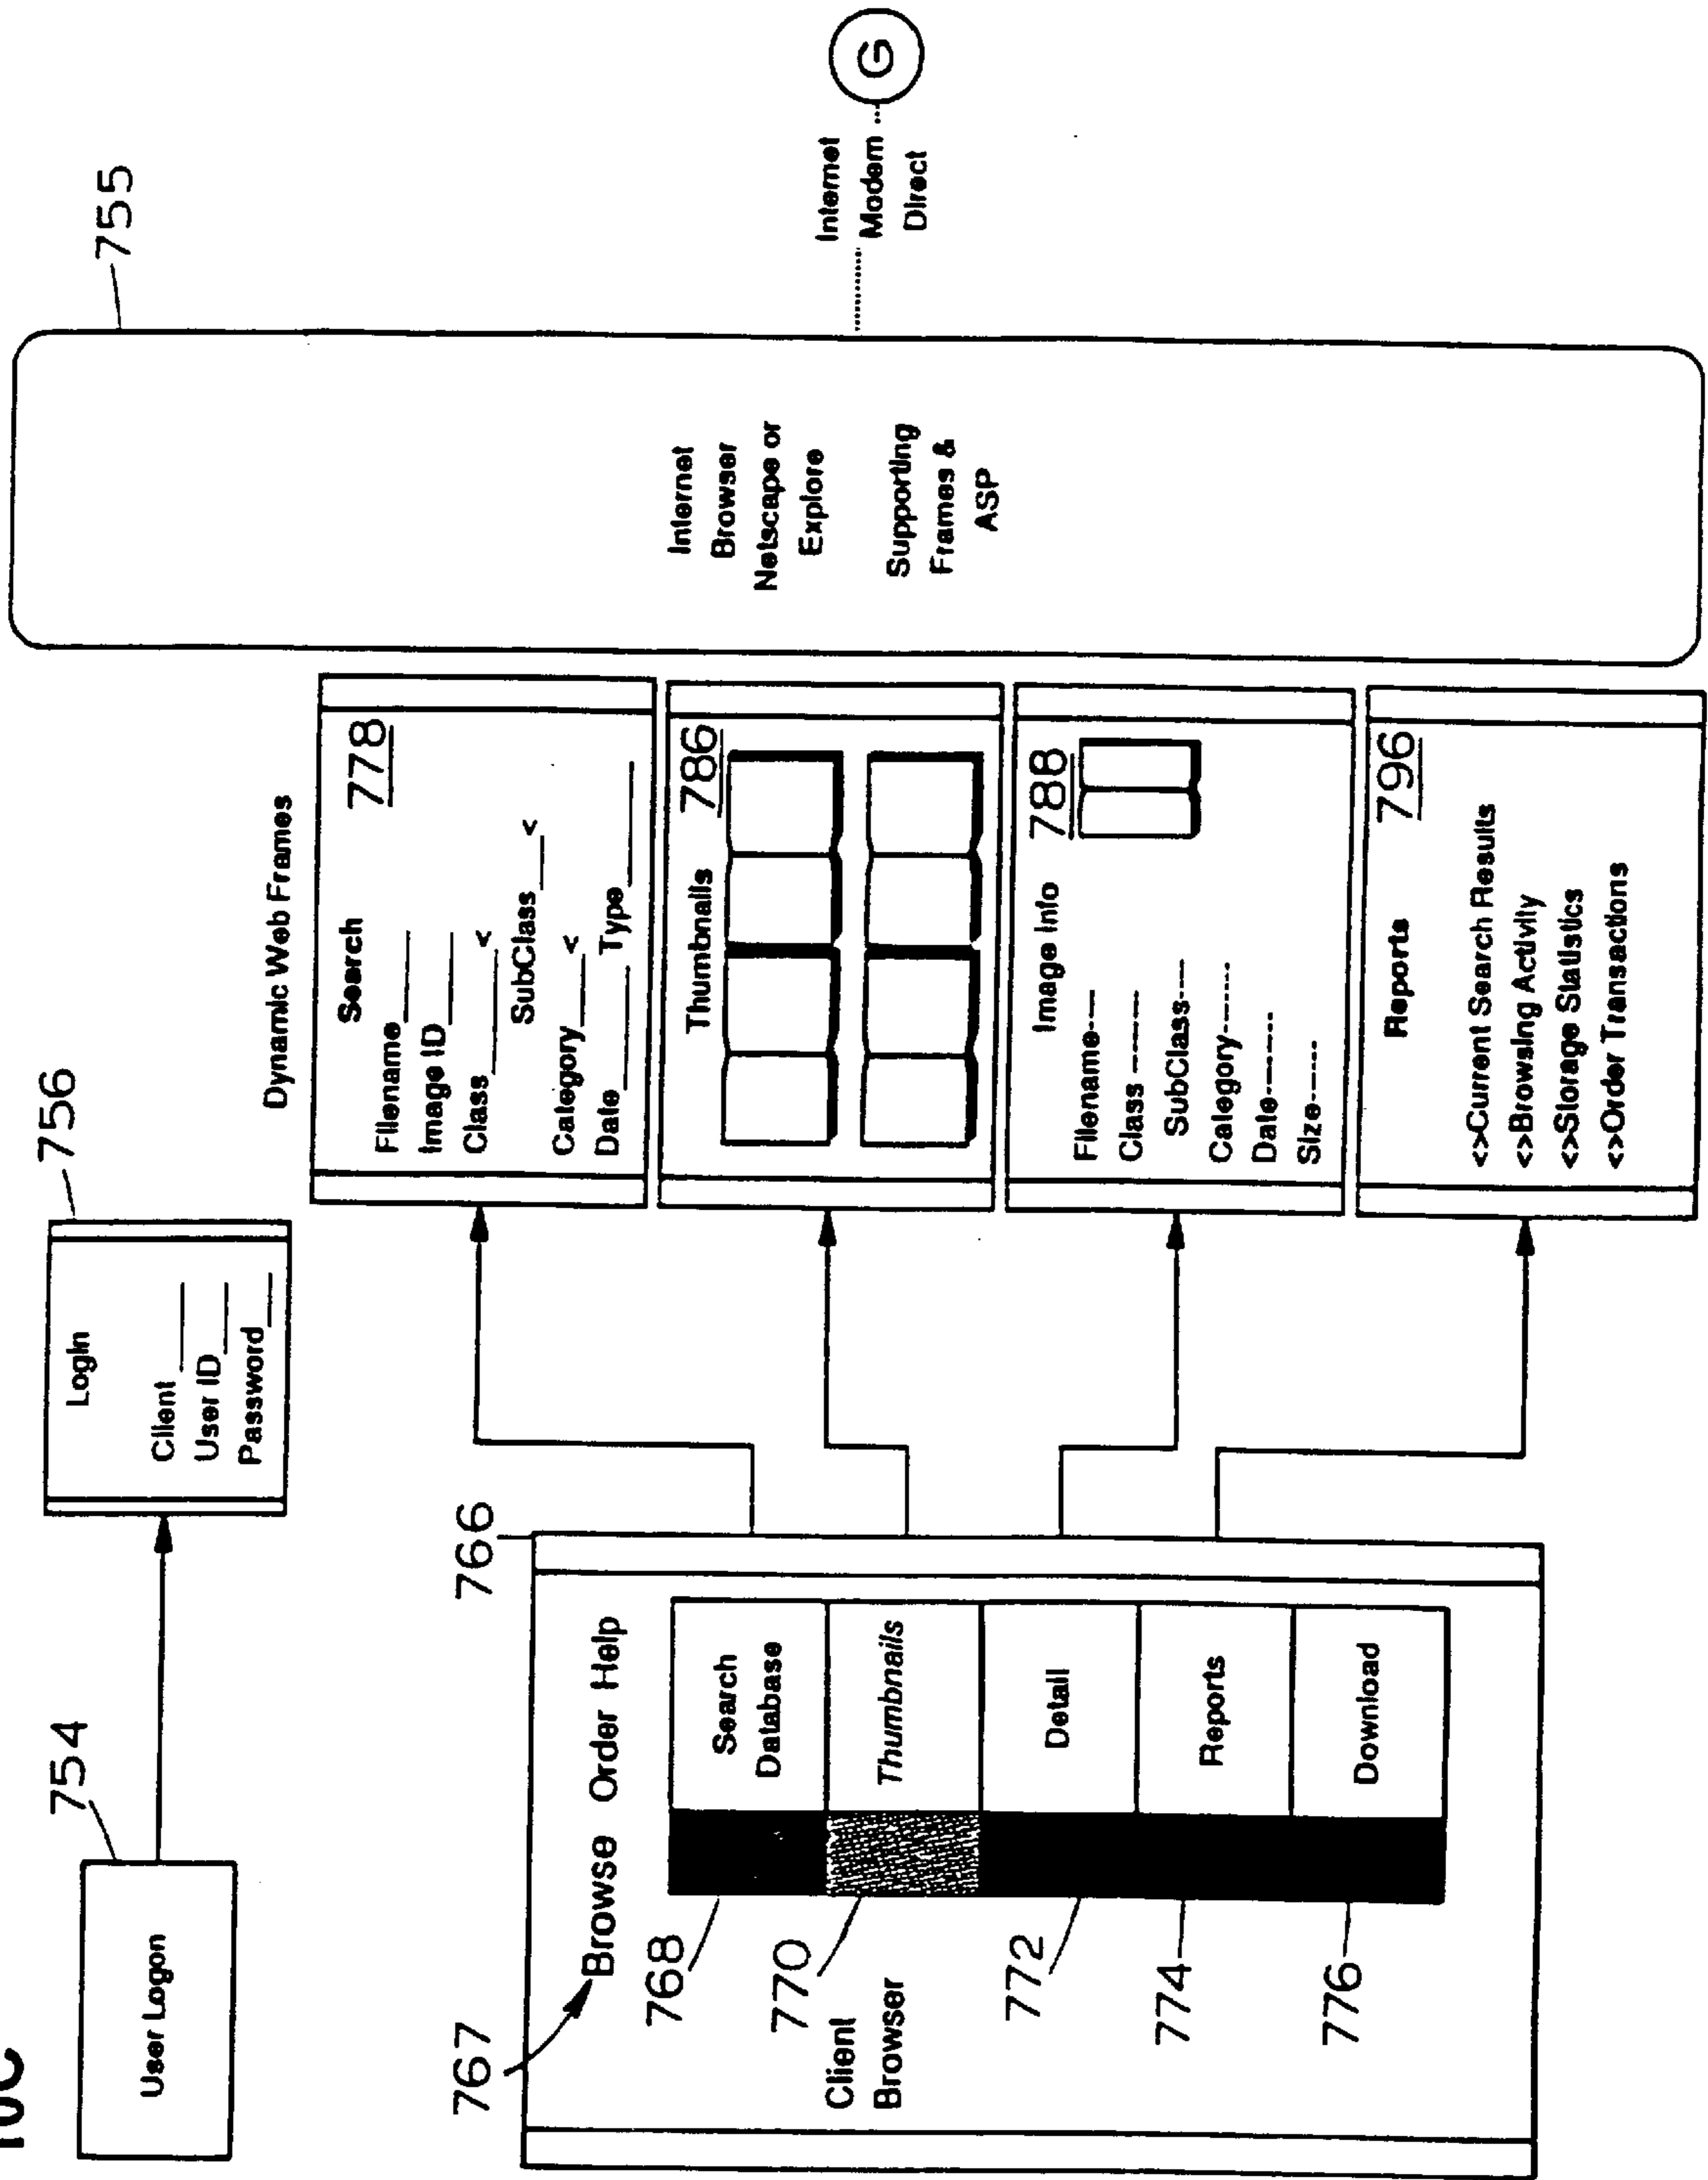 10C
754
User Logon
756
Login
Client
User ID
Password
766
767
Browse Order Help
Client
Browser
768
770
772
774
776
Search
Database
Thumbnails
Detail
Reports
Download
Dynamic Web Frames
Search
778
Filename
Image ID
Class <
SubClass <
Category <
Date Type
Thumbnails
786
Image Info
788
Filename----
Class ------
SubClass----
Category-----
Date-------
Size-----
Reports
796
<>Current Search Results
<>Browsing Activity
<>Storage Statistics
<>Order Transactions
755
Internet
Browser
Netscape or
Explore
Supporting
Frames &
ASP
Internet
Modem
Direct
G